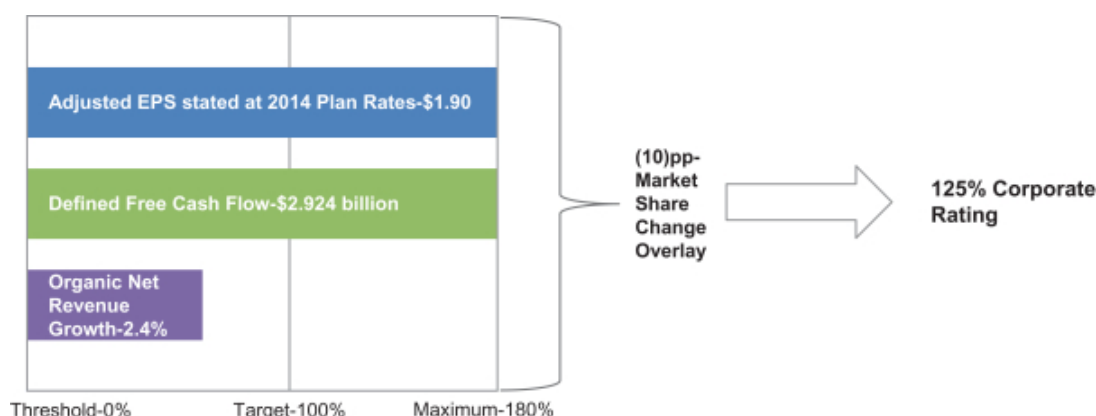 Adjusted EPS stated at 2014 Plan Rates-$1.90
Defined Free Cash Flow-$2.924 billion
Organic Net
Revenue
Growth-2.4%
(10)pp-
Market
Share
Change
Overlay
125% Corporate
Rating
Threshold-0%
Target-100%
Maximum-180%